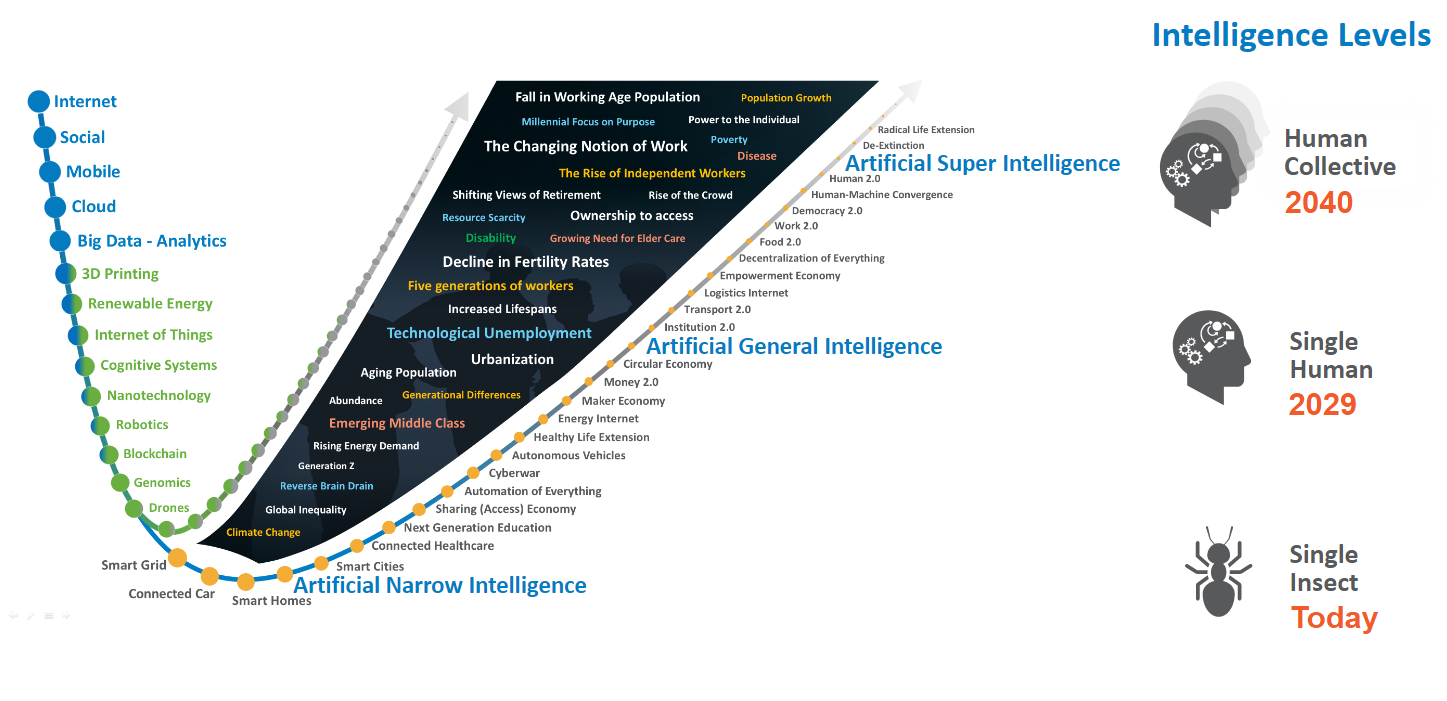 Intelligence Levels
Internet
Social
Mobile
Cloud
Big Data - Analytics
3D Printing
Renewable Energy
Internet of Things
Cognitive Systems
Nanotechnology
Robotics
Blockchain
Genomics
Drones
Smart Grid
Connected Car
Smart Homes
Artificial Narrow Intelligence
Smart Cities
Connected Healthcare
Next Generation Education
Sharing (Access) Economy
Automation of Everything
Cyberwar
Autonomous Vehicles
Healthy Life Extension
Energy Internet
Maker Economy
Money 2.0
Circular Economy
Artificial General Intelligence
Institution 2.0
Transport 2.0
Logistics Internet
Empowerment Economy
Decentralization of Everything
Food 2.0
Work 2.0
Democracy 2.0
Human-Machine Convergence
Human 2.0
Artificial Super Intelligence
De-Extinction
Radical Life Extension
Fall in Working Age Population
Population Growth
Millennial Focus on Purpose
Power to the Individual
The Changing Notion of Work
Poverty
Disease
The Rise of Independent Workers
Shifting Views of Retirement
Rise of the Crowd
Resource Scarcity
Ownership to access
Disability
Growing Need for Elder Care
Decline in Fertility Rates
Five generations of workers
Increased Lifespans
Technological Unemployment
Urbanization
Aging Population
Abundance
Generational Differences
Emerging Middle Class
Rising Energy Demand
Generation Z
Reverse Brain Drain
Global Inequality
Climate Change
Human
Collective
2040
Single
Human
2029
Single
Insect
Today